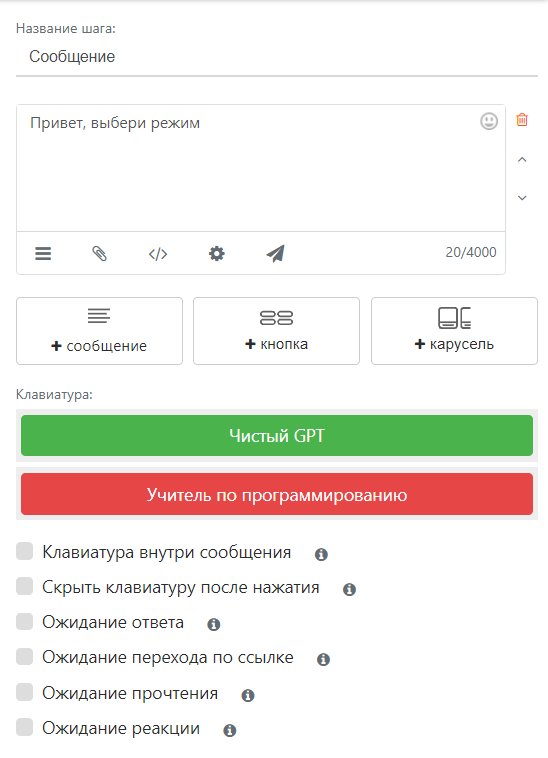 Название шага:
Сообщение
Привет, выбери режим
20/4000
+ сообщение
+ кнопка
+ карусель
Клавиатура:
Чистый GPT
Учитель по программированию
Клавиатура внутри сообщения
Скрыть клавиатуру после нажатия
Ожидание ответа
Ожидание перехода по ссылке
Ожидание прочтения
Ожидание реакции